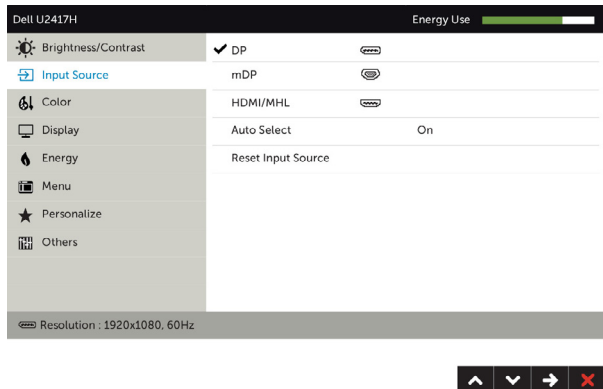 Dell U2417H Energy Use
Brightness/Contrast
DP
Input Source
mDP
Color
HDMI/MHL
Display
Auto Select On
Energy
Reset Input Source
Menu
Personalize
Others
Resolution : 1920x1080, 60Hz